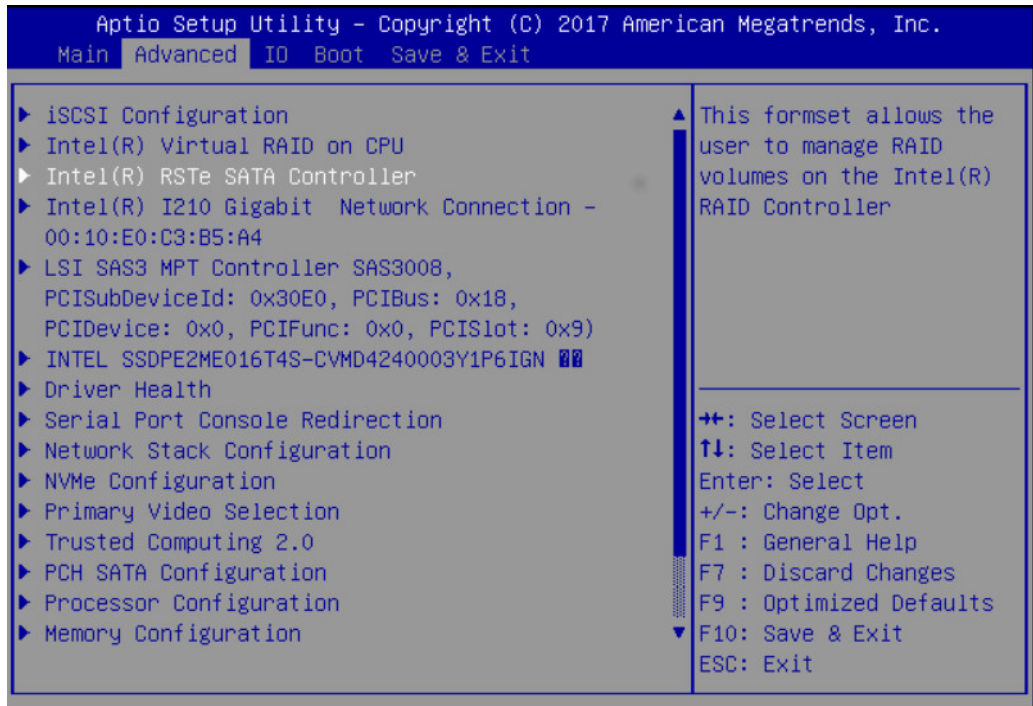 Aptio Setup Utility – Copyright (C) 2017 American Megatrends, Inc.
Main Advanced IO Boot Save & Exit
▶ iSCSI Configuration
▶ Intel(R) Virtual RAID on CPU
▶ Intel(R) RSTe SATA Controller
▶ Intel(R) I210 Gigabit  Network Connection –
00:10:E0:C3:B5:A4
▶ LSI SAS3 MPT Controller SAS3008,
PCISubDeviceId: 0x30E0, PCIBus: 0x18,
PCIDevice: 0x0, PCIFunc: 0x0, PCISlot: 0x9)
▶ INTEL SSDPE2ME016T4S-CVMD4240003Y1P6IGN ??
▶ Driver Health
▶ Serial Port Console Redirection
▶ Network Stack Configuration
▶ NVMe Configuration
▶ Primary Video Selection
▶ Trusted Computing 2.0
▶ PCH SATA Configuration
▶ Processor Configuration
▶ Memory Configuration
This formset allows the
user to manage RAID
volumes on the Intel(R)
RAID Controller
→←: Select Screen
↑↓: Select Item
Enter: Select
+/-: Change Opt.
F1 : General Help
F7 : Discard Changes
F9 : Optimized Defaults
F10: Save & Exit
ESC: Exit